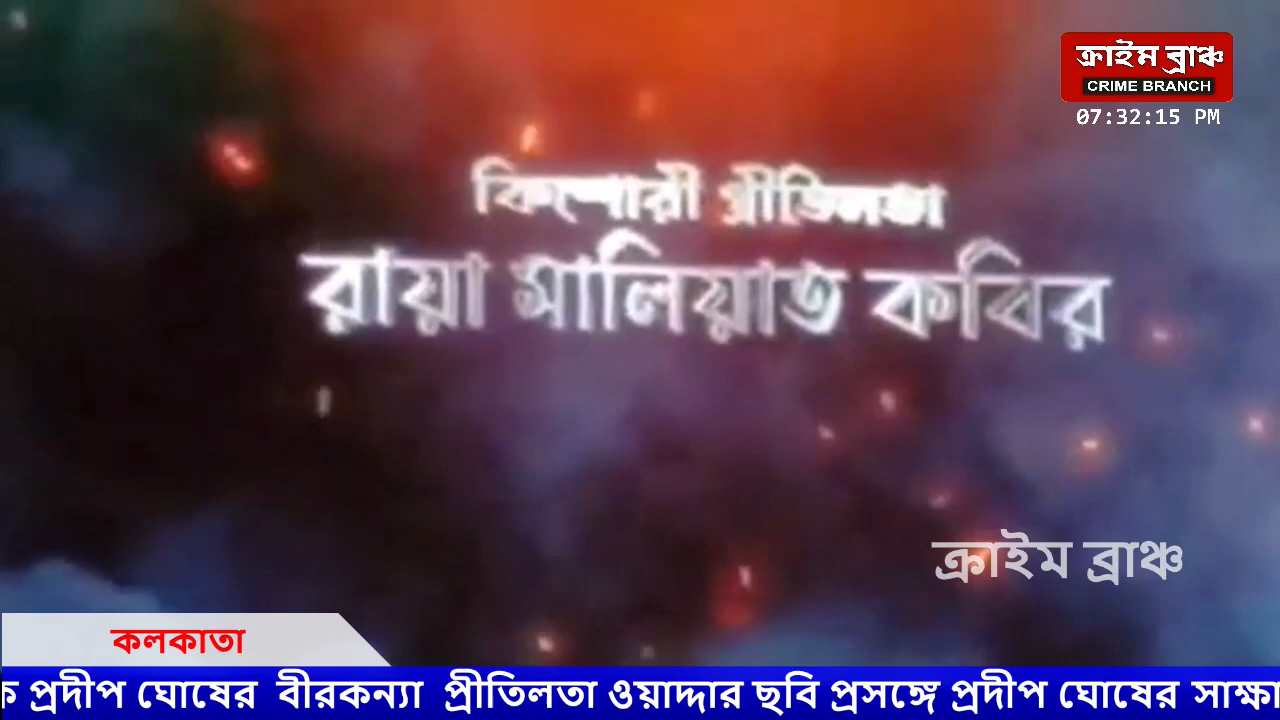 ক্রাইম ব্রাঞ্চ
CRIME BRANCH
07:32:15 PM
কিশোরী প্রীতিলতা
রায়া মালিয়াত কবির
ক্রাইম ব্রাঞ্চ
কলকাতা
ক প্রদীপ ঘোষের বীরকন্যা প্রীতিলতা ওয়াদ্দার ছবি প্রসঙ্গে প্রদীপ ঘোষের সাক্ষা